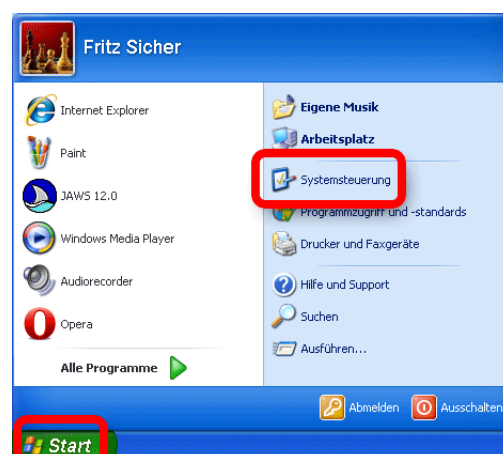 Fritz Sicher
Internet Explorer
Paint
JAWS 12.0
Windows Media Player
Audiorecorder
Opera
Alle Programme
Eigene Musik
Arbeitsplatz
Systemsteuerung
Programmzugriff und -standards
Drucker und Faxgeräte
Hilfe und Support
Suchen
Ausführen...
Abmelden
Ausschalten
Start